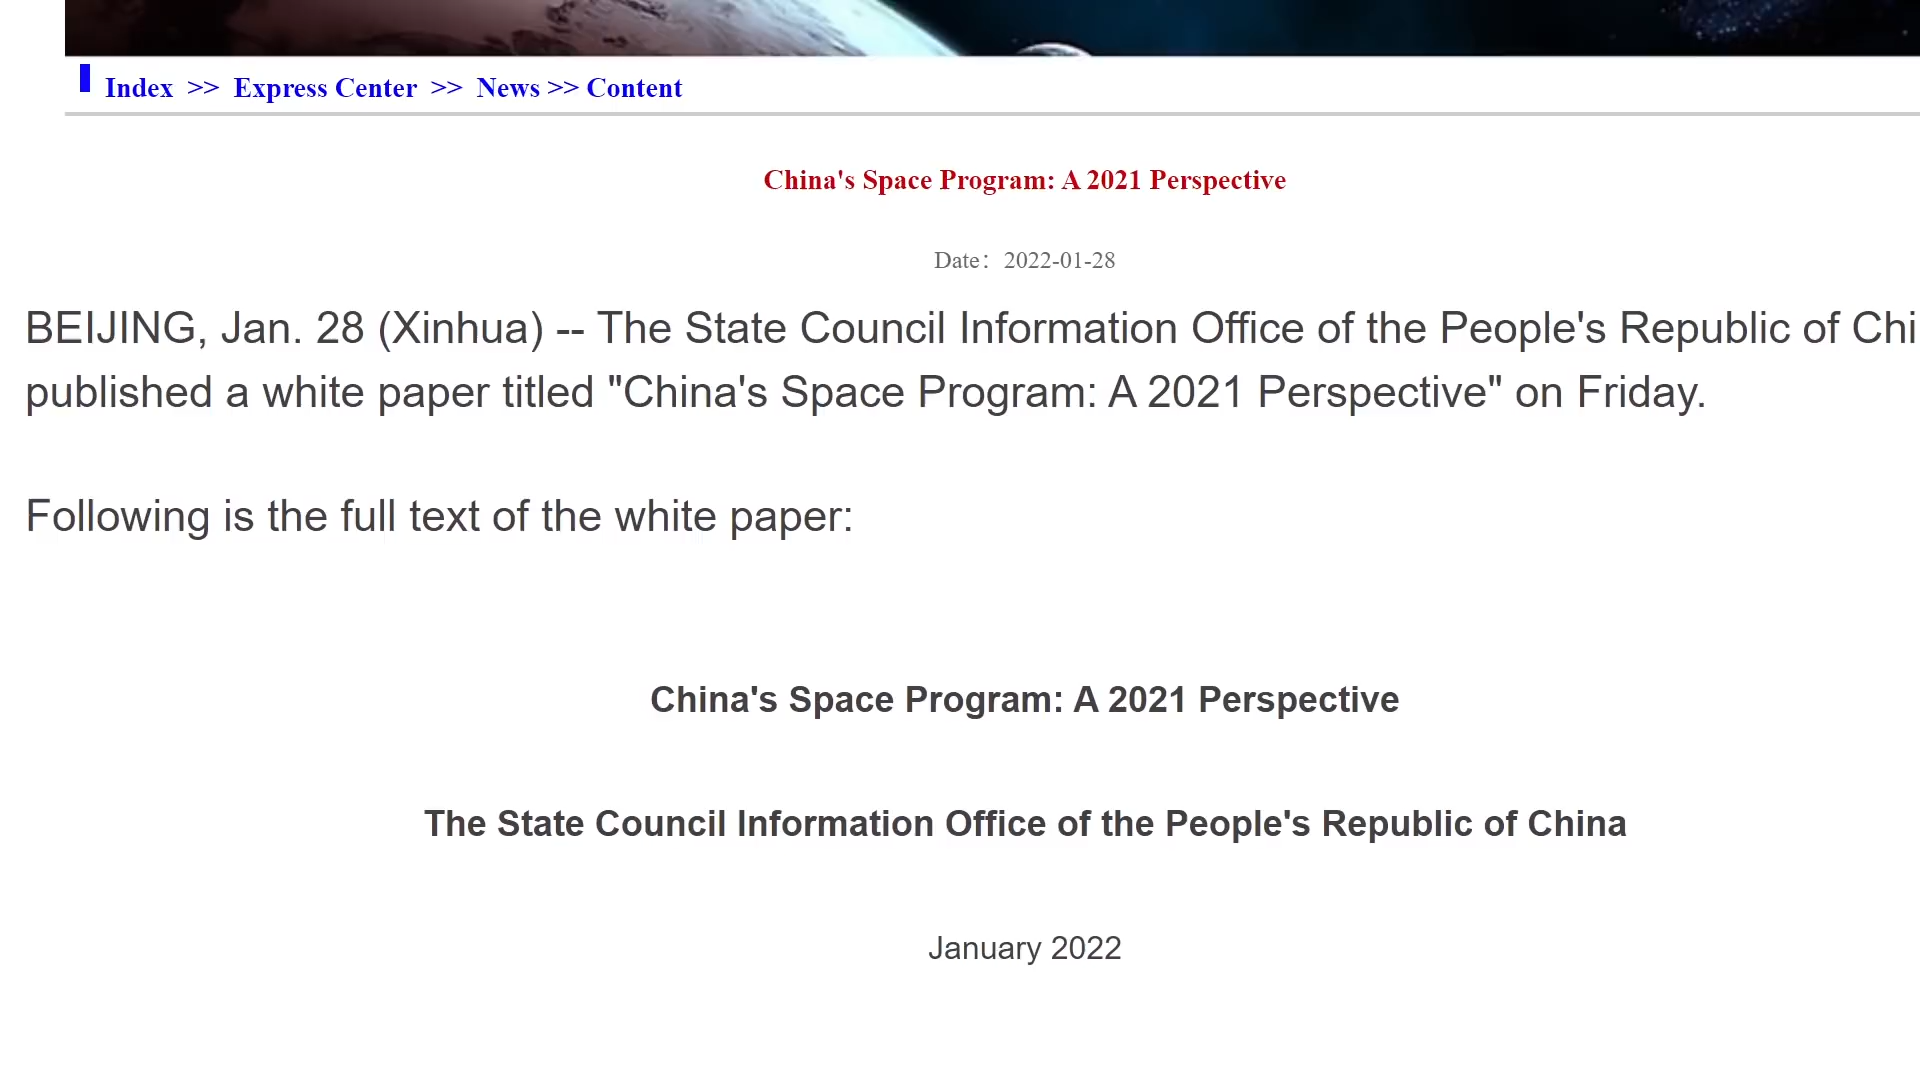 Index >> Express Center >> News >> Content
China's Space Program: A 2021 Perspective
Date：2022-01-28
BEIJING, Jan. 28 (Xinhua) -- The State Council Information Office of the People's Republic of Chi
published a white paper titled "China's Space Program: A 2021 Perspective" on Friday.
Following is the full text of the white paper:
China's Space Program: A 2021 Perspective
The State Council Information Office of the People's Republic of China
January 2022